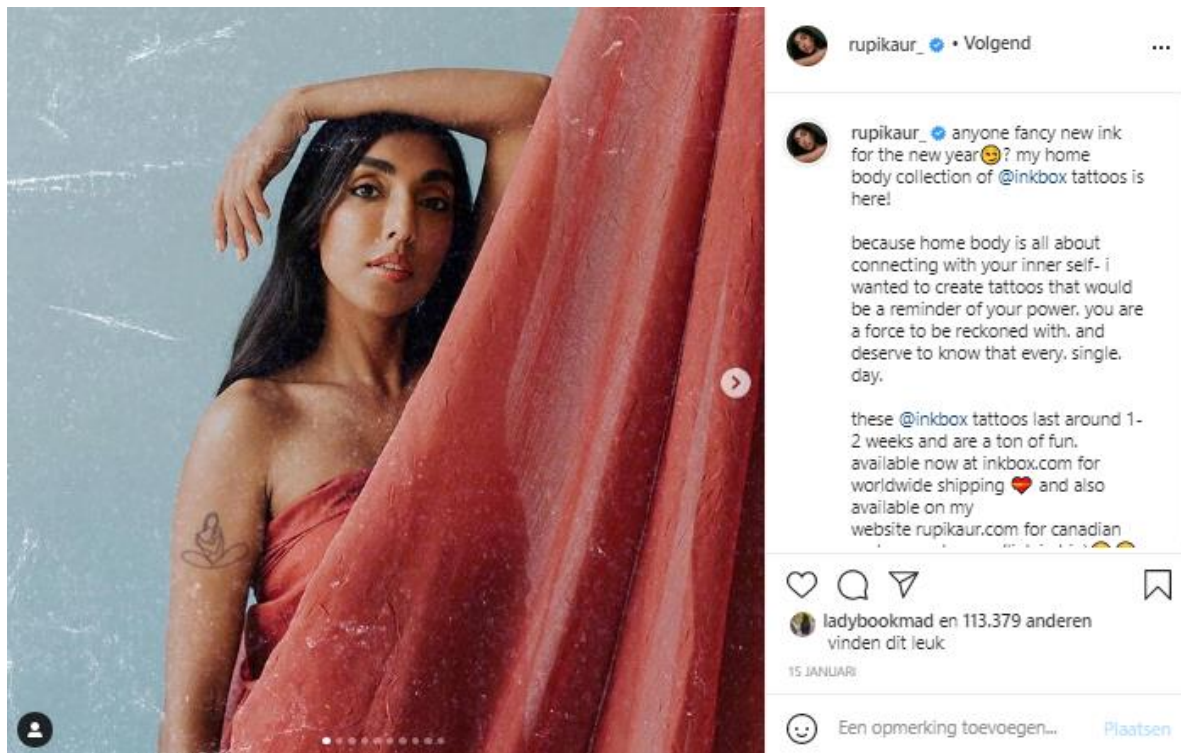 rupikaur_ • Volgend
rupikaur_ anyone fancy new ink
for the new year😏? my home
body collection of @inkbox tattoos is
here!
because home body is all about
connecting with your inner self- i
wanted to create tattoos that would
be a reminder of your power. you are
a force to be reckoned with. and
deserve to know that every. single.
day.
these @inkbox tattoos last around 1-
2 weeks and are a ton of fun.
available now at inkbox.com for
worldwide shipping ❤️ and also
available on my
website rupikaur.com for canadian
ladybookmad en 113.379 anderen
vinden dit leuk
15 JANUARI
Een opmerking toevoegen... Plaatsen